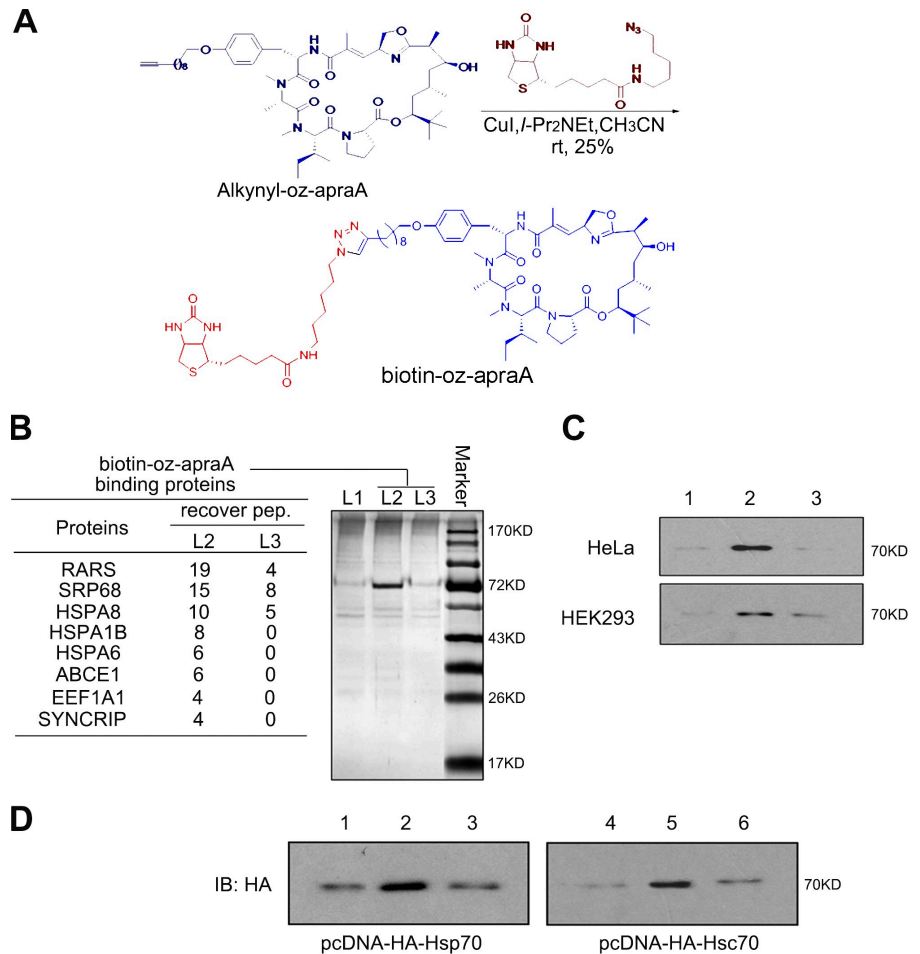 A
Alkynyl-oz-apraA
CuI,i-Pr2NEt,CH3CN
rt, 25%
biotin-oz-apraA
B
biotin-oz-apraA
binding proteins
Proteins recover pep.
L2 L3
RARS 19 4
SRP68 15 8
HSPA8 10 5
HSPA1B 8 0
HSPA6 6 0
ABCE1 6 0
EEF1A1 4 0
SYNCRIP 4 0
L1 L2 L3 Marker
170KD
72KD
43KD
26KD
17KD
C
1 2 3
HeLa 70KD
HEK293 70KD
D
1 2 3 4 5 6
IB: HA 70KD
pcDNA-HA-Hsp70 pcDNA-HA-Hsc70